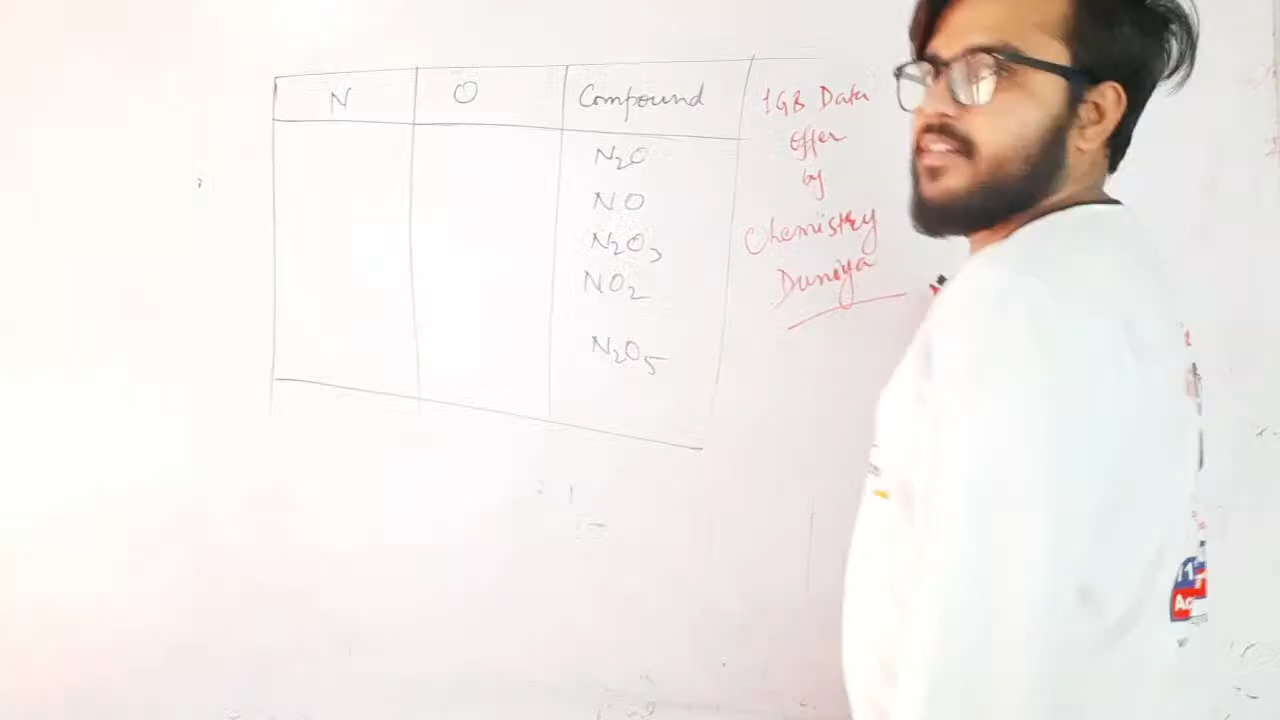 N O Compound
N₂O
NO
N₂O₃
NO₂
N₂O₅
1GB Data
offer
by
Chemistry
Duniya